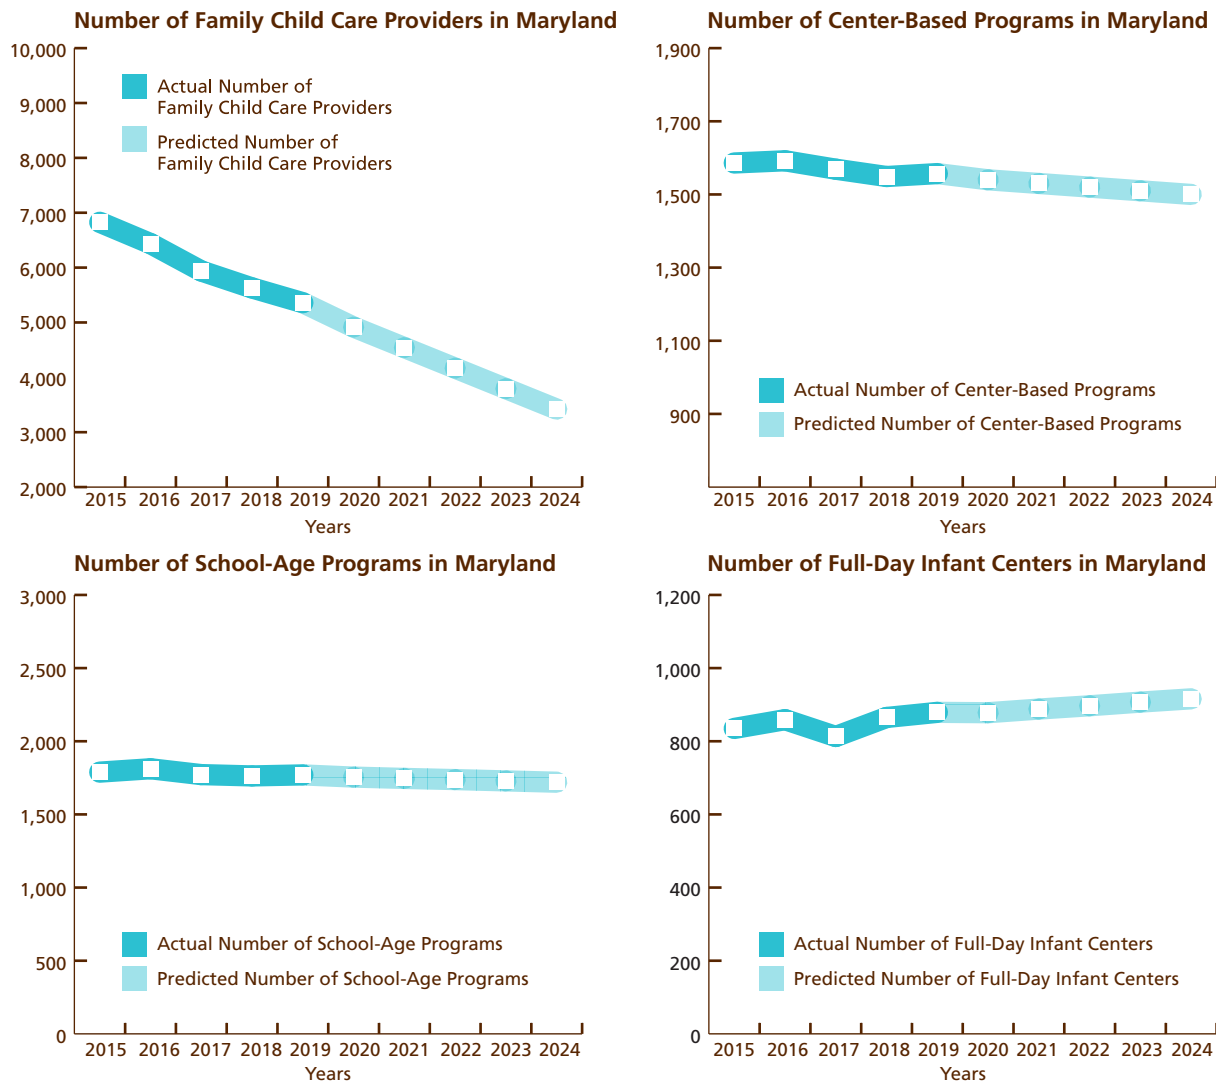 Number of Family Child Care Providers in Maryland
10,000
9,000
8,000
7,000
6,000
5,000
4,000
3,000
2,000
Actual Number of
Family Child Care Providers
Predicted Number of
Family Child Care Providers
2015 2016 2017 2018 2019 2020 2021 2022 2023 2024
Years
Number of Center-Based Programs in Maryland
1,900
1,700
1,500
1,300
1,100
900
Actual Number of Center-Based Programs
Predicted Number of Center-Based Programs
2015 2016 2017 2018 2019 2020 2021 2022 2023 2024
Years
Number of School-Age Programs in Maryland
3,000
2,500
2,000
1,500
1,000
500
0
Actual Number of School-Age Programs
Predicted Number of School-Age Programs
2015 2016 2017 2018 2019 2020 2021 2022 2023 2024
Years
Number of Full-Day Infant Centers in Maryland
1,200
1,000
800
600
400
200
0
Actual Number of Full-Day Infant Centers
Predicted Number of Full-Day Infant Centers
2015 2016 2017 2018 2019 2020 2021 2022 2023 2024
Years